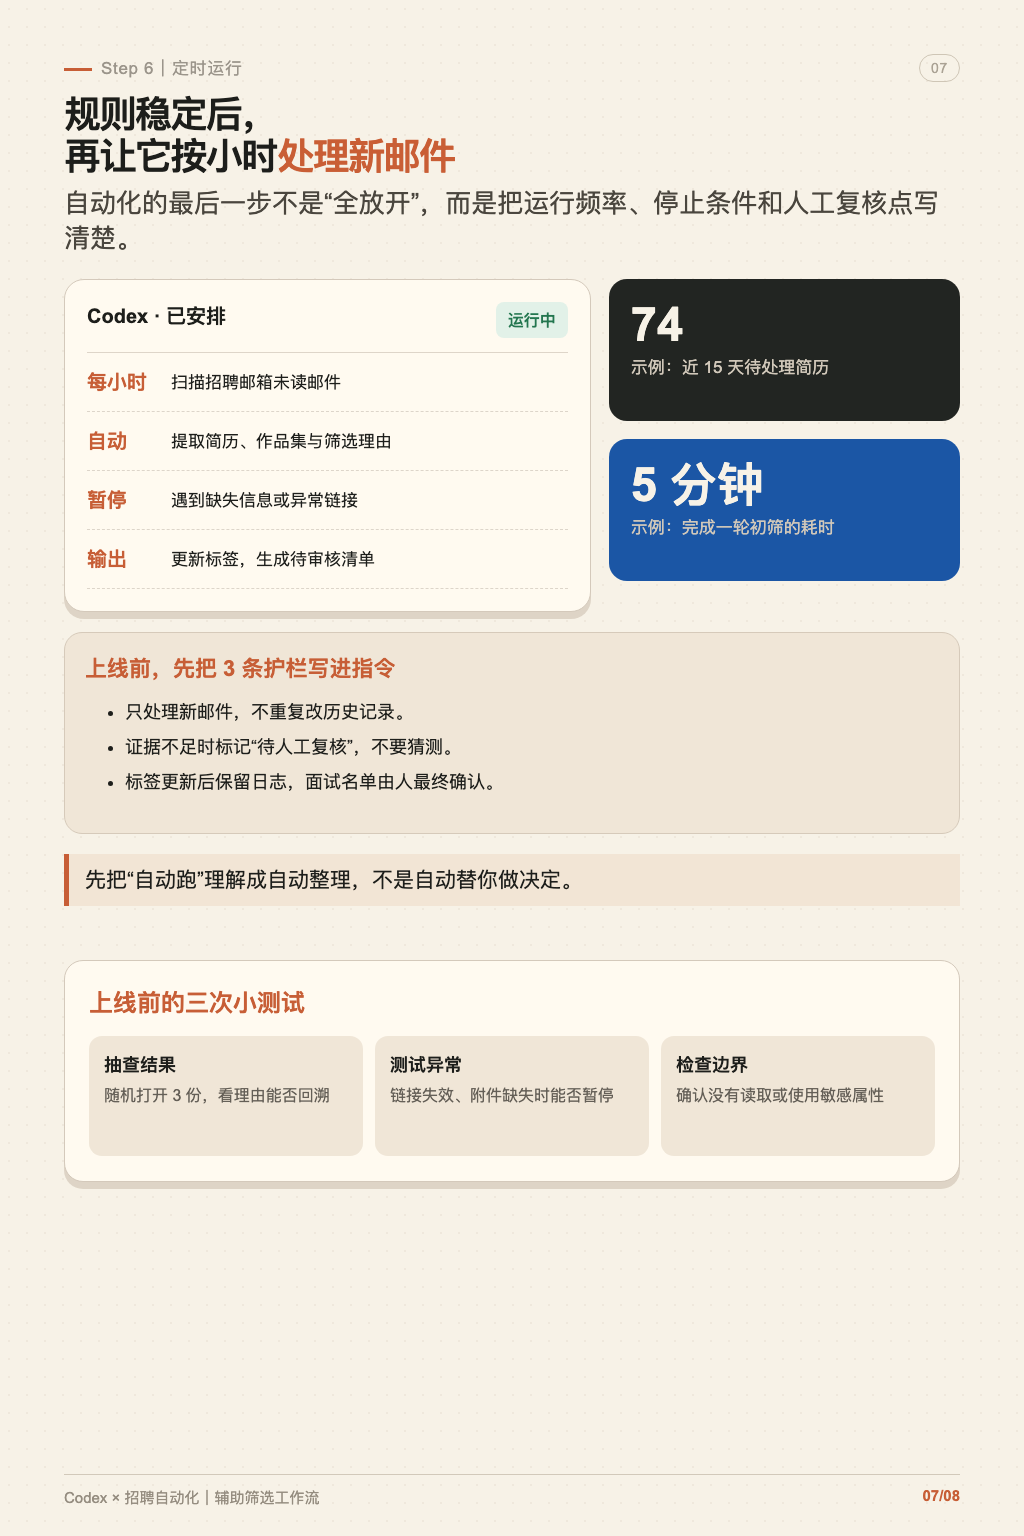 Step 6｜定时运行
07
规则稳定后，
再让它按小时处理新邮件
自动化的最后一步不是“全放开”，而是把运行频率、停止条件和人工复核点写
清楚。
Codex · 已安排
运行中
每小时 扫描招聘邮箱未读邮件
自动 提取简历、作品集与筛选理由
暂停 遇到缺失信息或异常链接
输出 更新标签，生成待审核清单
74
示例：近 15 天待处理简历
5 分钟
示例：完成一轮初筛的耗时
上线前，先把 3 条护栏写进指令
• 只处理新邮件，不重复改历史记录。
• 证据不足时标记“待人工复核”，不要猜测。
• 标签更新后保留日志，面试名单由人最终确认。
先把“自动跑”理解成自动整理，不是自动替你做决定。
上线前的三次小测试
抽查结果
随机打开 3 份，看理由能否回溯
测试异常
链接失效、附件缺失时能否暂停
检查边界
确认没有读取或使用敏感属性
Codex × 招聘自动化｜辅助筛选工作流
07/08